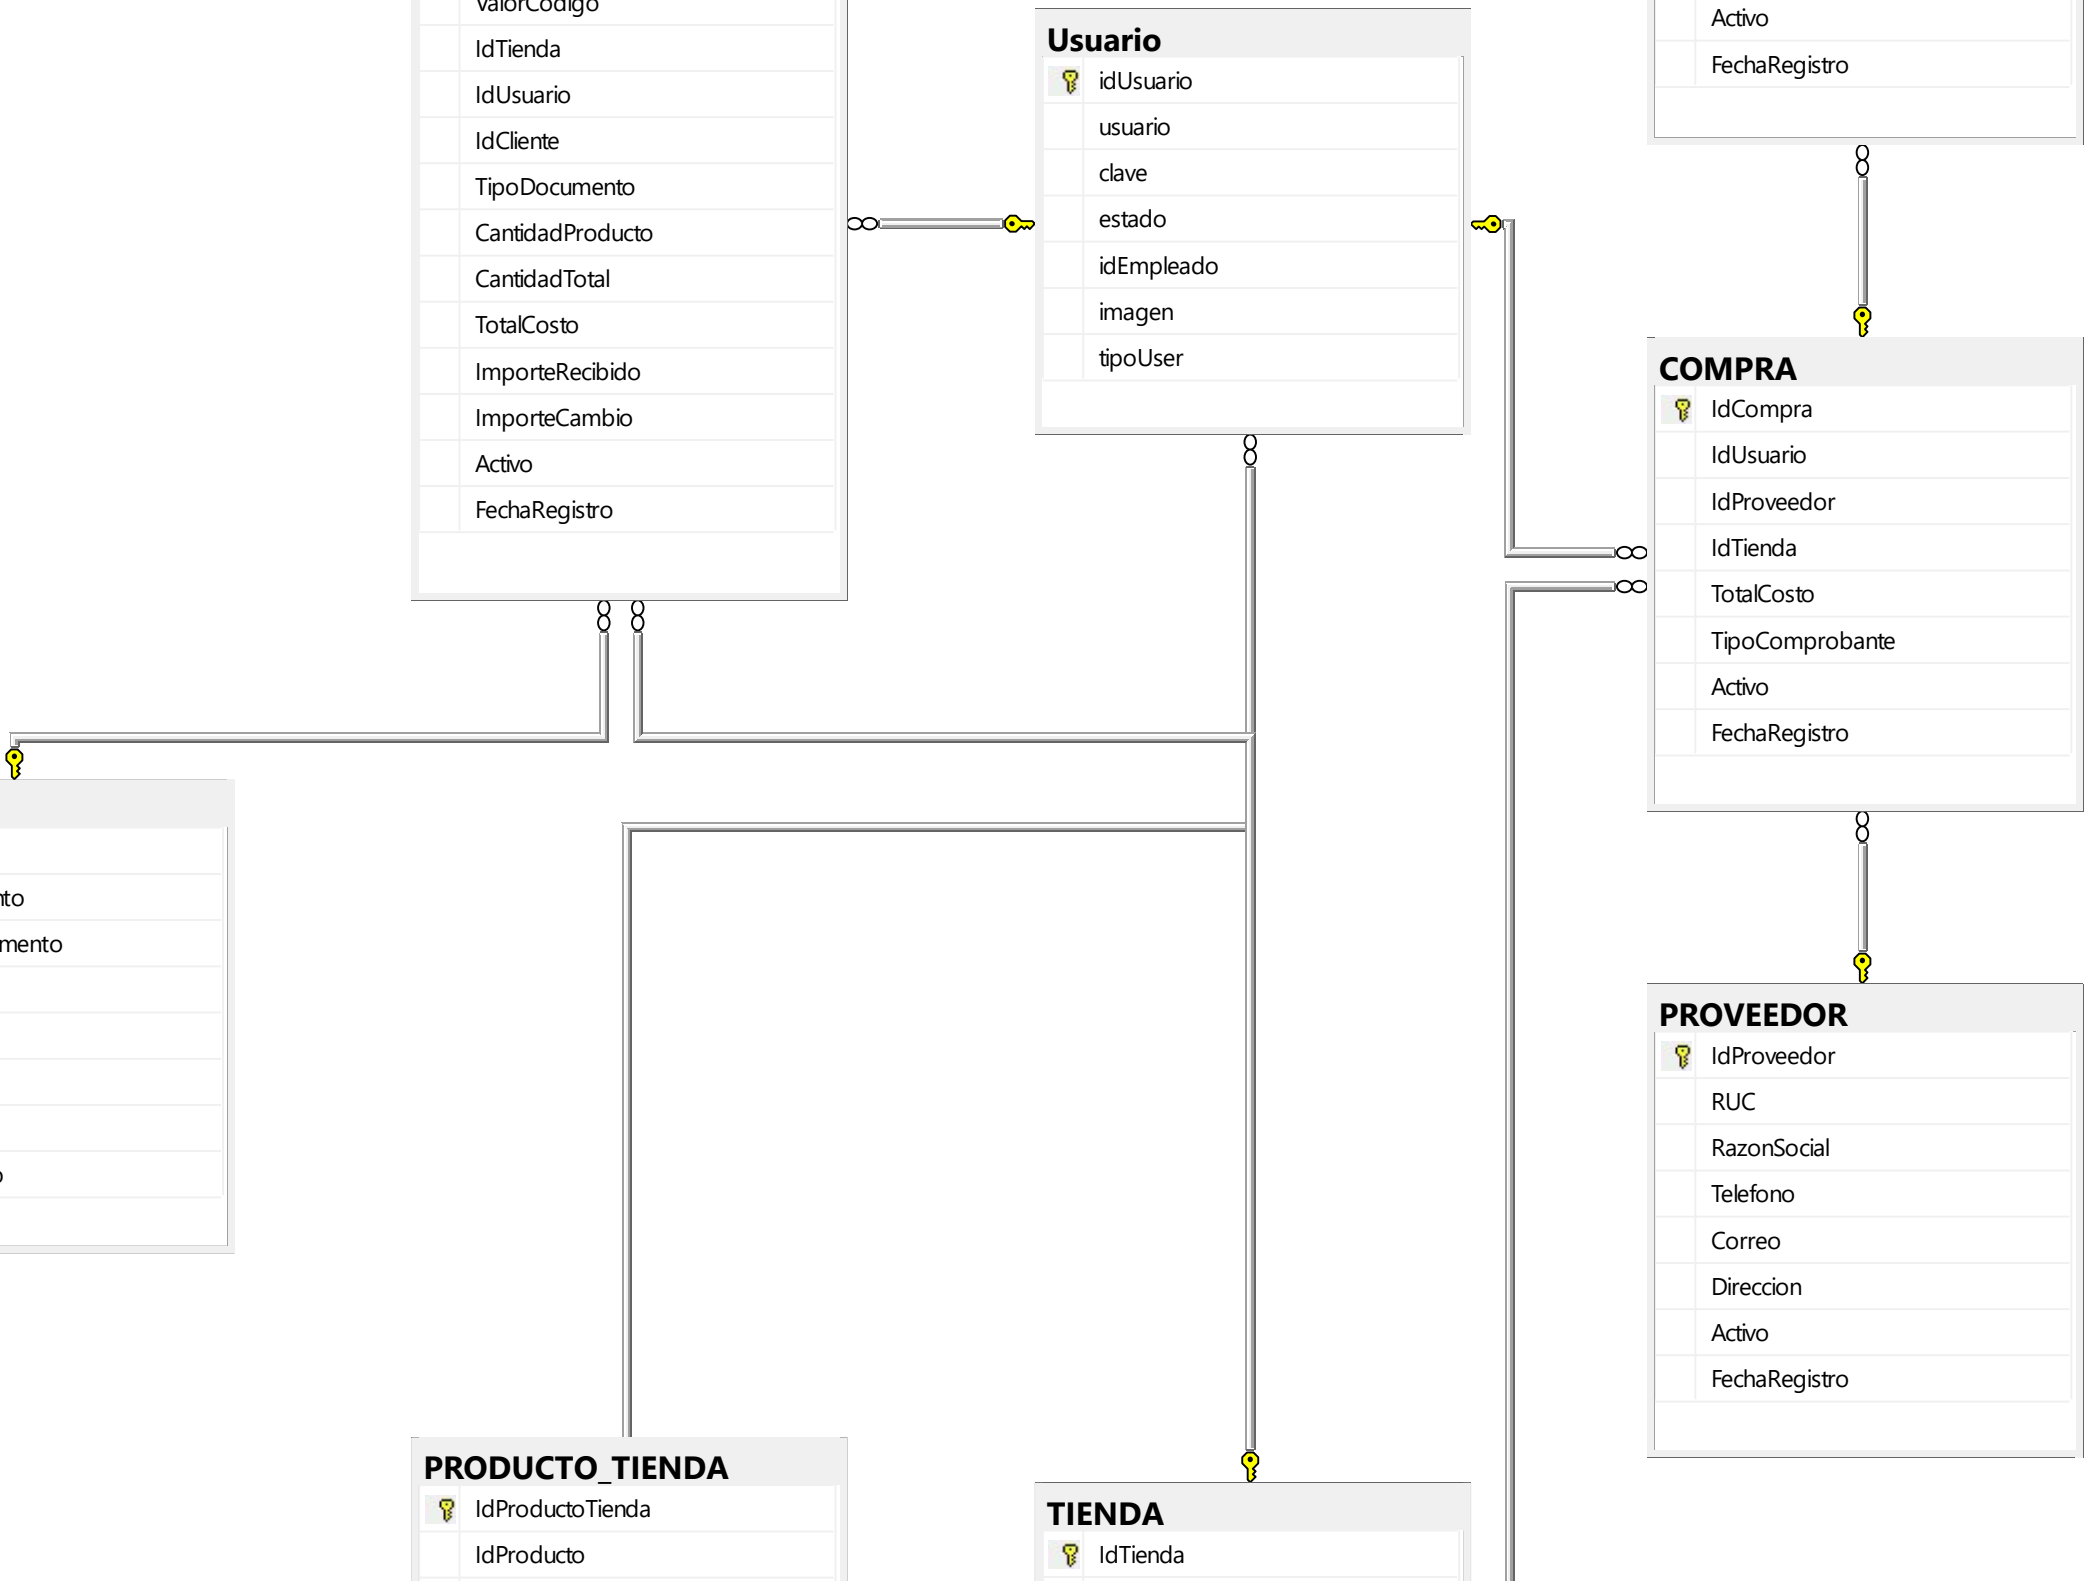 ValorCodigo
IdTienda
IdUsuario
IdCliente
TipoDocumento
CantidadProducto
CantidadTotal
TotalCosto
ImporteRecibido
ImporteCambio
Activo
FechaRegistro
Usuario
idUsuario
usuario
clave
estado
idEmpleado
imagen
tipoUser
Activo
FechaRegistro
COMPRA
IdCompra
IdUsuario
IdProveedor
IdTienda
TotalCosto
TipoComprobante
Activo
FechaRegistro
nto
mento
o
PROVEEDOR
IdProveedor
RUC
RazonSocial
Telefono
Correo
Direccion
Activo
FechaRegistro
PRODUCTO_TIENDA
IdProductoTienda
IdProducto
TIENDA
IdTienda